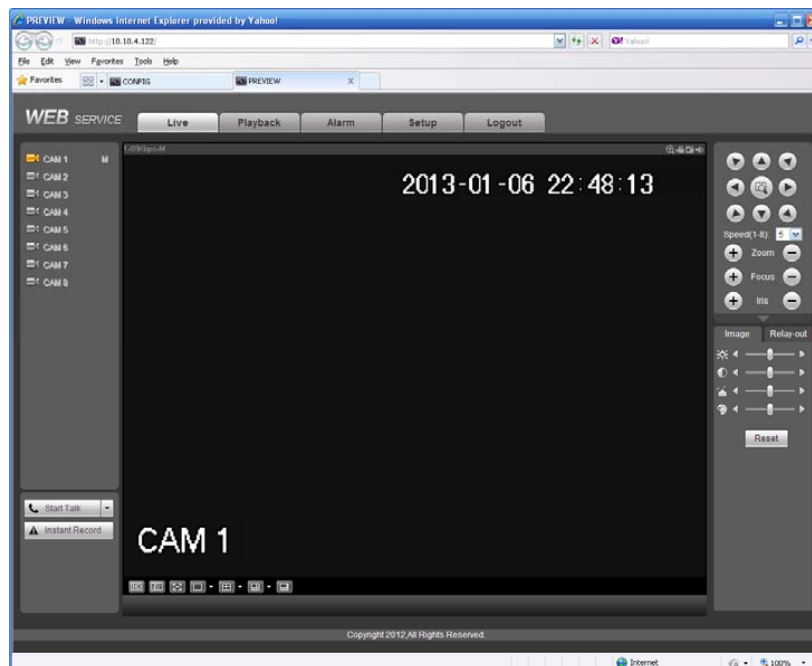 PREVIEW - Windows Internet Explorer provided by Yahoo!
http://10.10.4.122/
Yahoo!
File Edit View Favorites Tools Help
Favorites
CONFIG
PREVIEW
X
WEB SERVICE
Live
Playback
Alarm
Setup
Logout
CAM 1 M
CAM 2
CAM 3
CAM 4
CAM 5
CAM 6
CAM 7
CAM 8
2013-01-06 22:48:13
CAM 1
Speed(1-8): 5
Zoom
Focus
Iris
Image
Relay-out
Reset
Start Talk
Instant Record
Copyright 2012,All Rights Reserved
Internet
100%